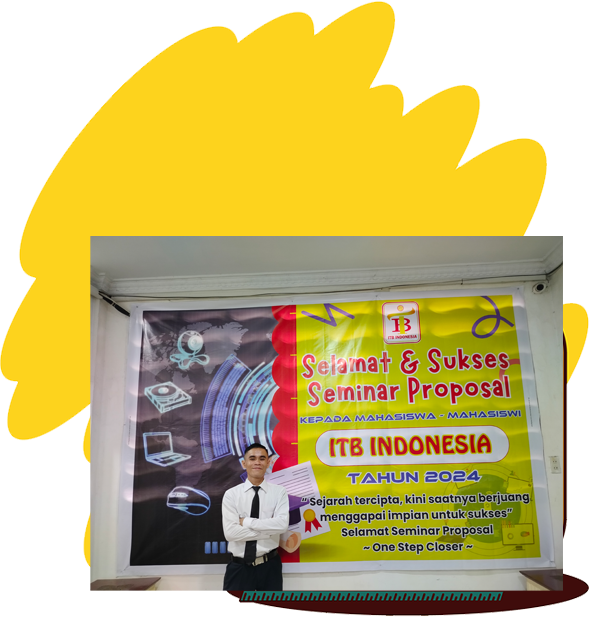 ITB
ITB INDONESIA
Selamat & Sukses
Seminar Proposal
KEPADA MAHASISWA - MAHASISWI
ITB INDONESIA
TAHUN 2024
“Sejarah tercipta, kini saatnya berjuang
menggapai impian untuk sukses”
Selamat Seminar Proposal
~ One Step Closer ~